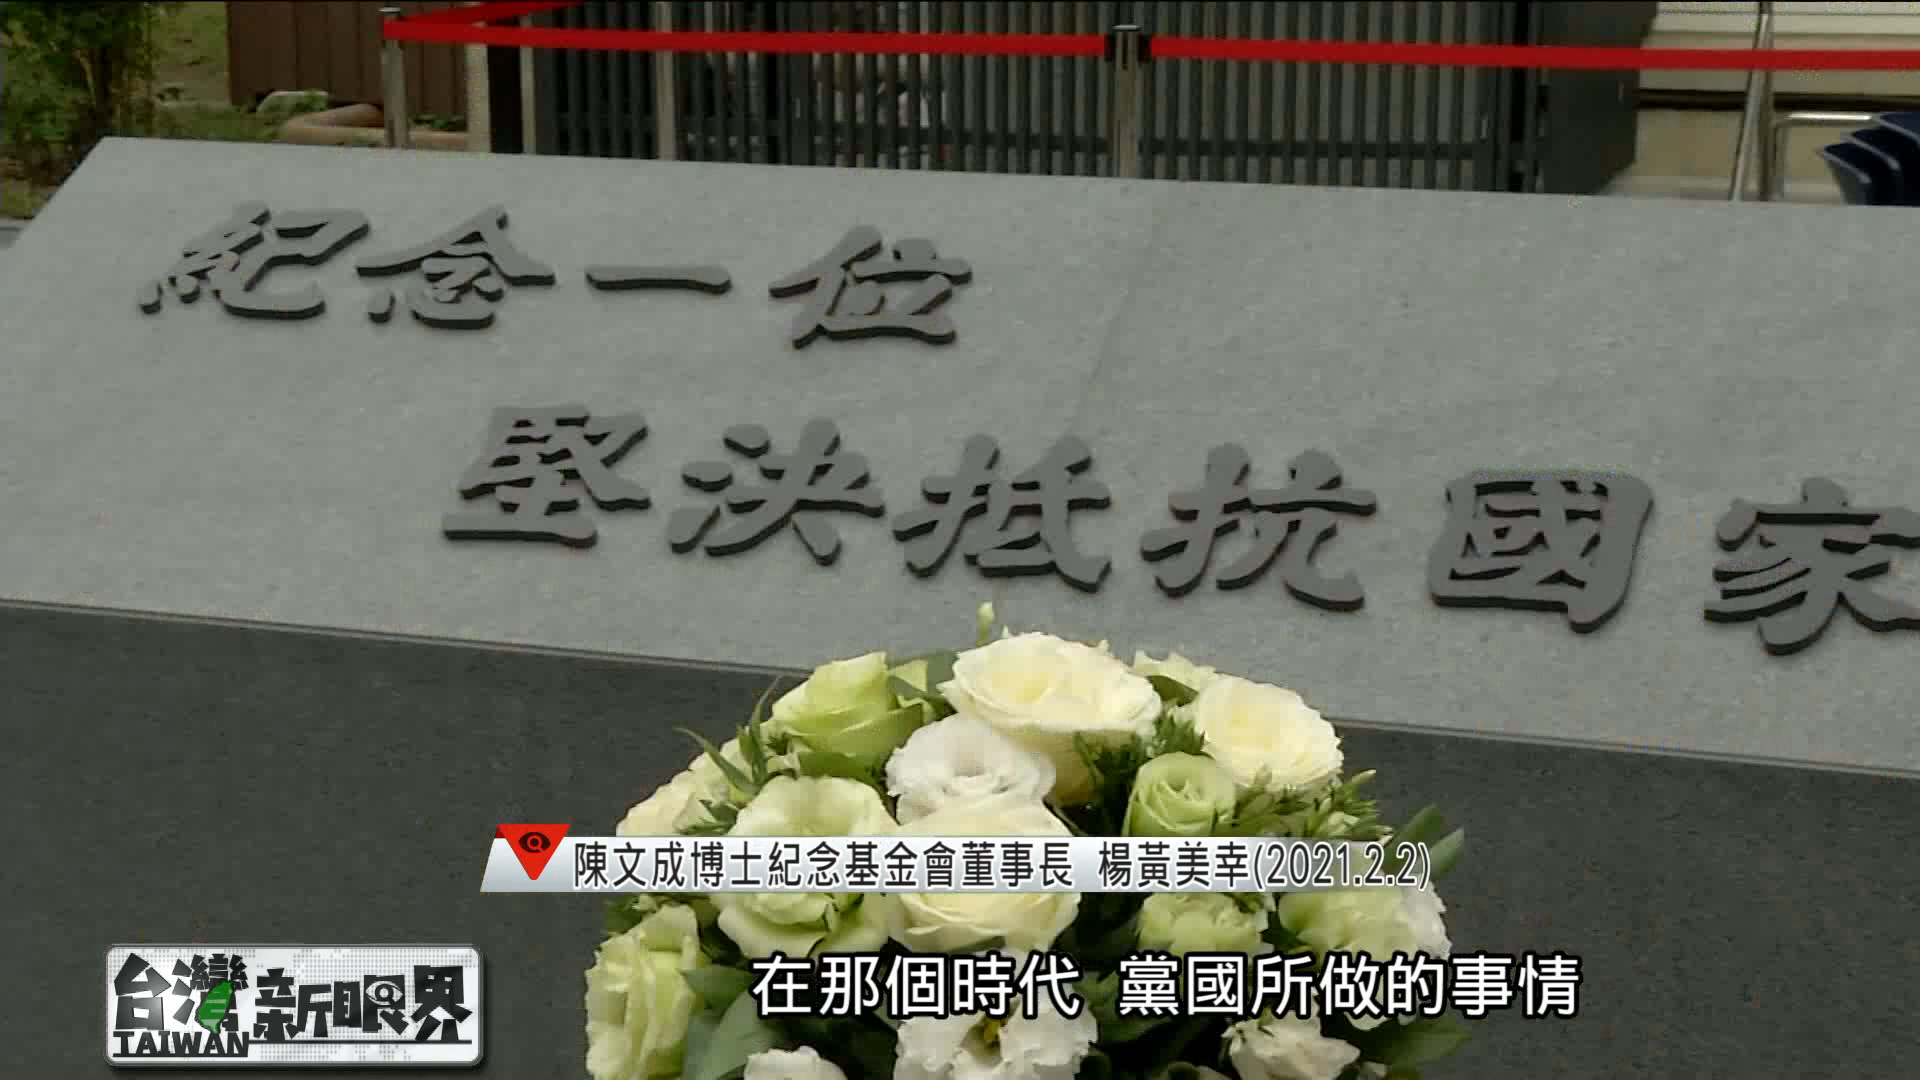 紀念一位
堅決抵抗國家
陳文成博士紀念基金會董事長 楊黃美幸(2021.2.2)
在那個時代 黨國所做的事情
台灣新眼界
TAIWAN